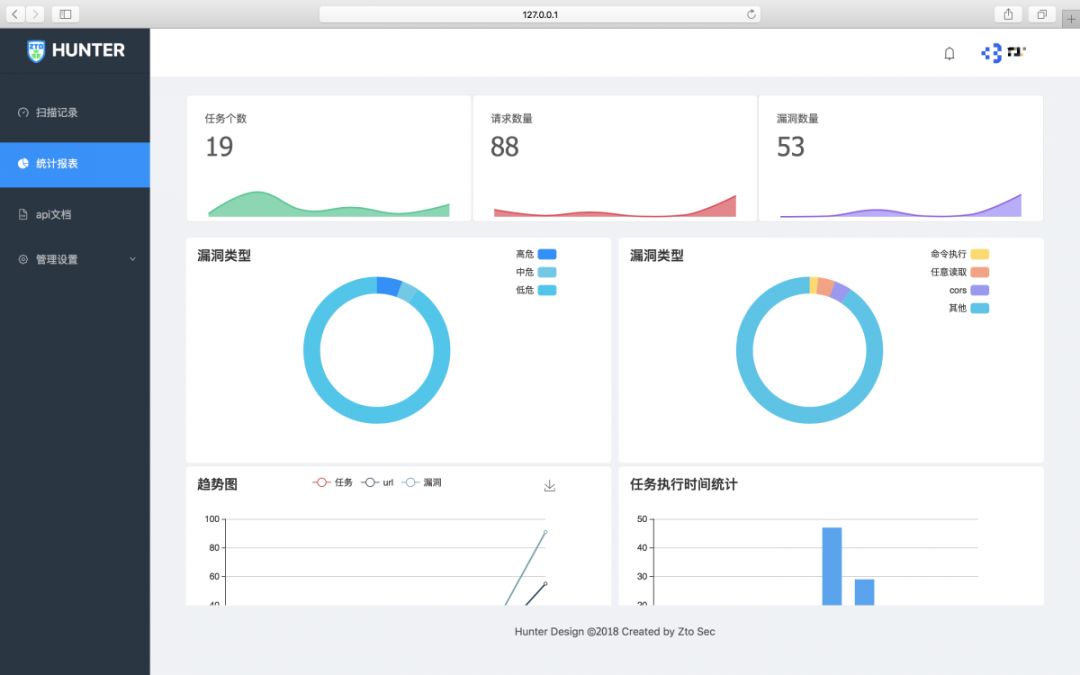 127.0.0.1
ZTO
HUNTER
扫描记录
统计报表
api文档
管理设置
任务个数
19
请求数量
88
漏洞数量
53
漏洞类型
高危
中危
低危
漏洞类型
命令执行
任意读取
cors
其他
趋势图
任务
url
漏洞
100
80
60
40
任务执行时间统计
50
40
30
20
Hunter Design ©2018 Created by Zto Sec